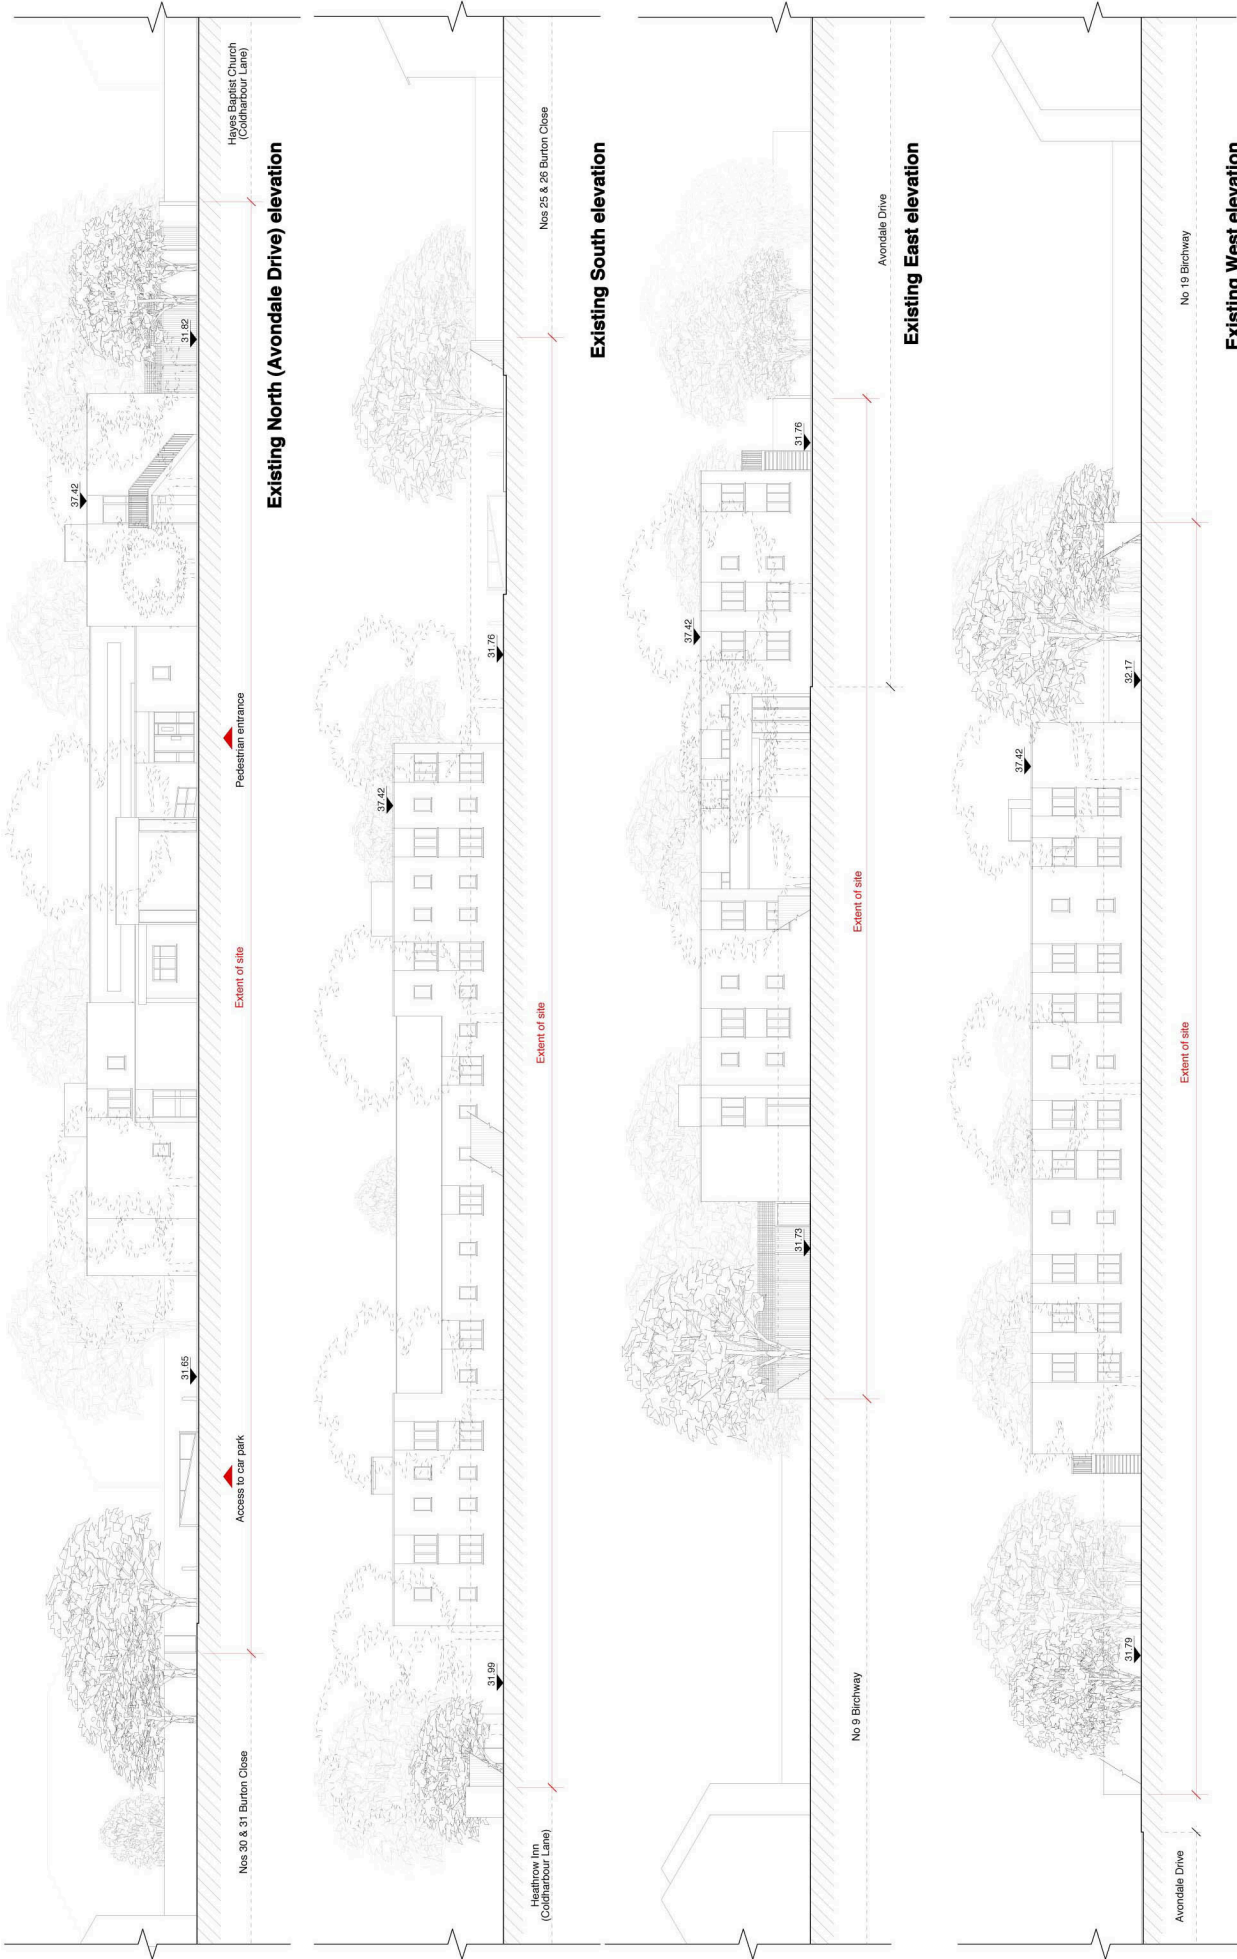 Nos 30 & 31 Burton Close
Access to car park
31.65
Extent of site
Pedestrian entrance
37.42
31.82
Hayes Baptist Church
(Coldharbour Lane)
Existing North (Avondale Drive) elevation
Heathrow Inn
(Coldharbour Lane)
31.99
Extent of site
37.42
31.76
Nos 25 & 26 Burton Close
Existing South elevation
No 9 Birchway
31.73
Extent of site
37.42
31.76
Avondale Drive
Existing East elevation
Avondale Drive
31.79
Extent of site
37.42
32.17
No 19 Birchway
Existing West elevation